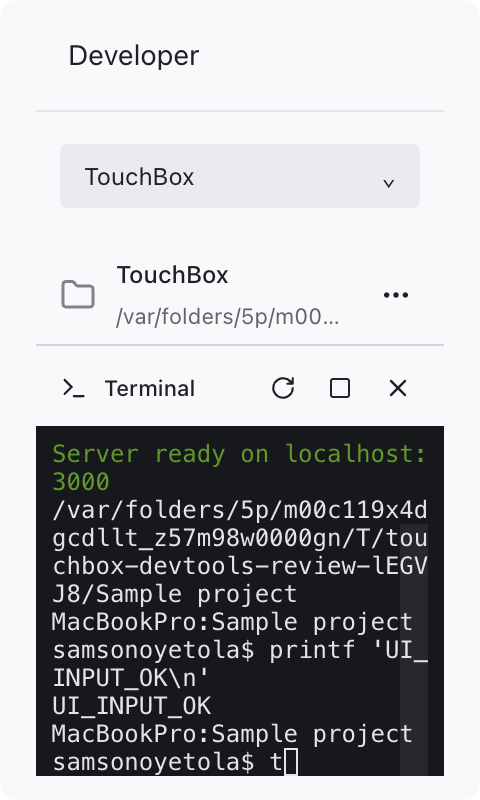 Developer
TouchBox
TouchBox
/var/folders/5p/m00...
Terminal
Server ready on localhost:
3000
/var/folders/5p/m00c119x4d
gcdllt_z57m98w0000gn/T/tou
chbox-devtools-review-lEGV
J8/Sample project
MacBookPro:Sample project
samsonoyetola$ printf 'UI_
INPUT_OK\n'
UI_INPUT_OK
MacBookPro:Sample project
samsonoyetola$ t